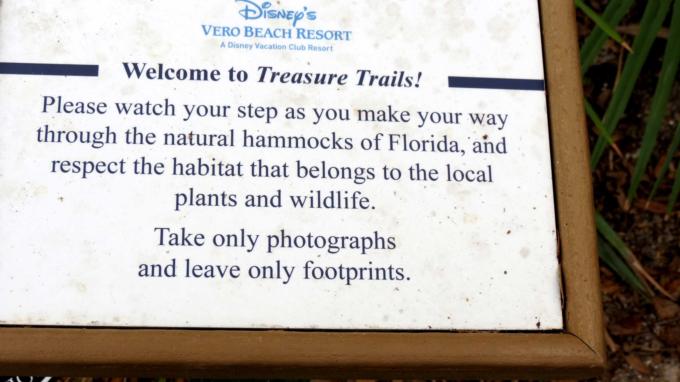 Disney's
VERO BEACH RESORT
A Disney Vacation Club Resort
Welcome to Treasure Trails!
Please watch your step as you make your way
through the natural hammocks of Florida, and
respect the habitat that belongs to the local
plants and wildlife.
Take only photographs
and leave only footprints.